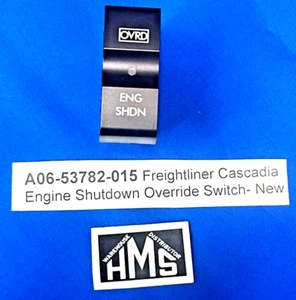 OVRD
ENG
SHDN
A06-53782-015 Freightliner Cascadia
Engine Shutdown Override Switch- New
WAREHOUSE DISTRIBUTOR
HMS